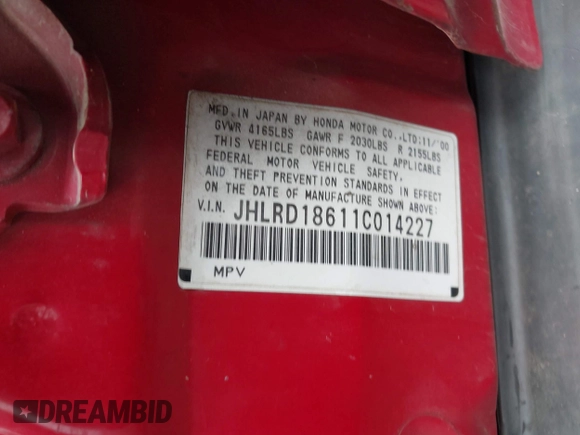 MFD.IN JAPAN BY HONDA MOTOR CO.,LTD:11/'00
GVWR 4165LBS GAWR F 2030LBS R 2155LBS
THIS VEHICLE CONFORMS TO ALL APPLICABLE
FEDERAL MOTOR VEHICLE SAFETY,
AND THEFT PREVENTION STANDARDS IN EFFECT
ON THE DATE OF MANUFACTURE SHOWN ABOVE:
V.I.N. JHLRD18611C014227
MPV
DREAMBID